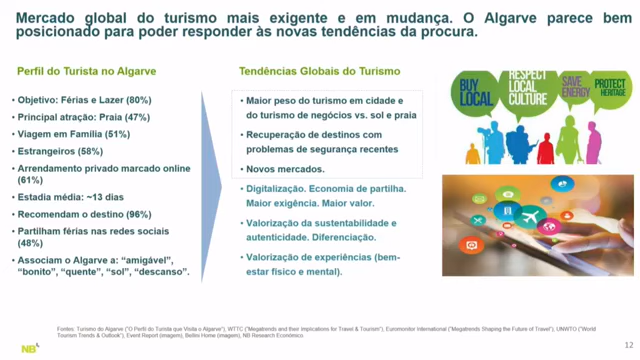 Mercado global do turismo mais exigente e em mudança. O Algarve parece bem
posicionado para poder responder às novas tendências da procura.
Perfil do Turista no Algarve
• Objetivo: Férias e Lazer (80%)
• Principal atração: Praia (47%)
• Viagem em Família (51%)
• Estrangeiros (58%)
• Arrendamento privado marcado online
(61%)
• Estadia média: ~13 dias
• Recomendam o destino (96%)
• Partilham férias nas redes sociais
(48%)
• Associam o Algarve a: “amigável”,
“bonito”, “quente”, “sol”, “descanso”.
Tendências Globais do Turismo
• Maior peso do turismo em cidade e
do turismo de negócios vs. sol e praia
• Recuperação de destinos com
problemas de segurança recentes
• Novos mercados.
• Digitalização. Economia de partilha.
Maior exigência. Maior valor.
• Valorização da sustentabilidade e
autenticidade. Diferenciação.
• Valorização de experiências (bem-
estar físico e mental).
BUY
LOCAL
RESPECT
LOCAL
CULTURE
SAVE
ENERGY
PROTECT
HERITAGE
Fontes: Turismo do Algarve ("O Perfil do Turista que Visita o Algarve"), WTTC ("Megatrends and their Implications for Travel & Tourism"), Euromonitor International ("Megatrends Shaping the Future of Travel"), UNWTO ("World
Tourism Trends & Outlook"), Event Report (imagem), Bellini Home (imagem), NB Research Económico.
NB
12